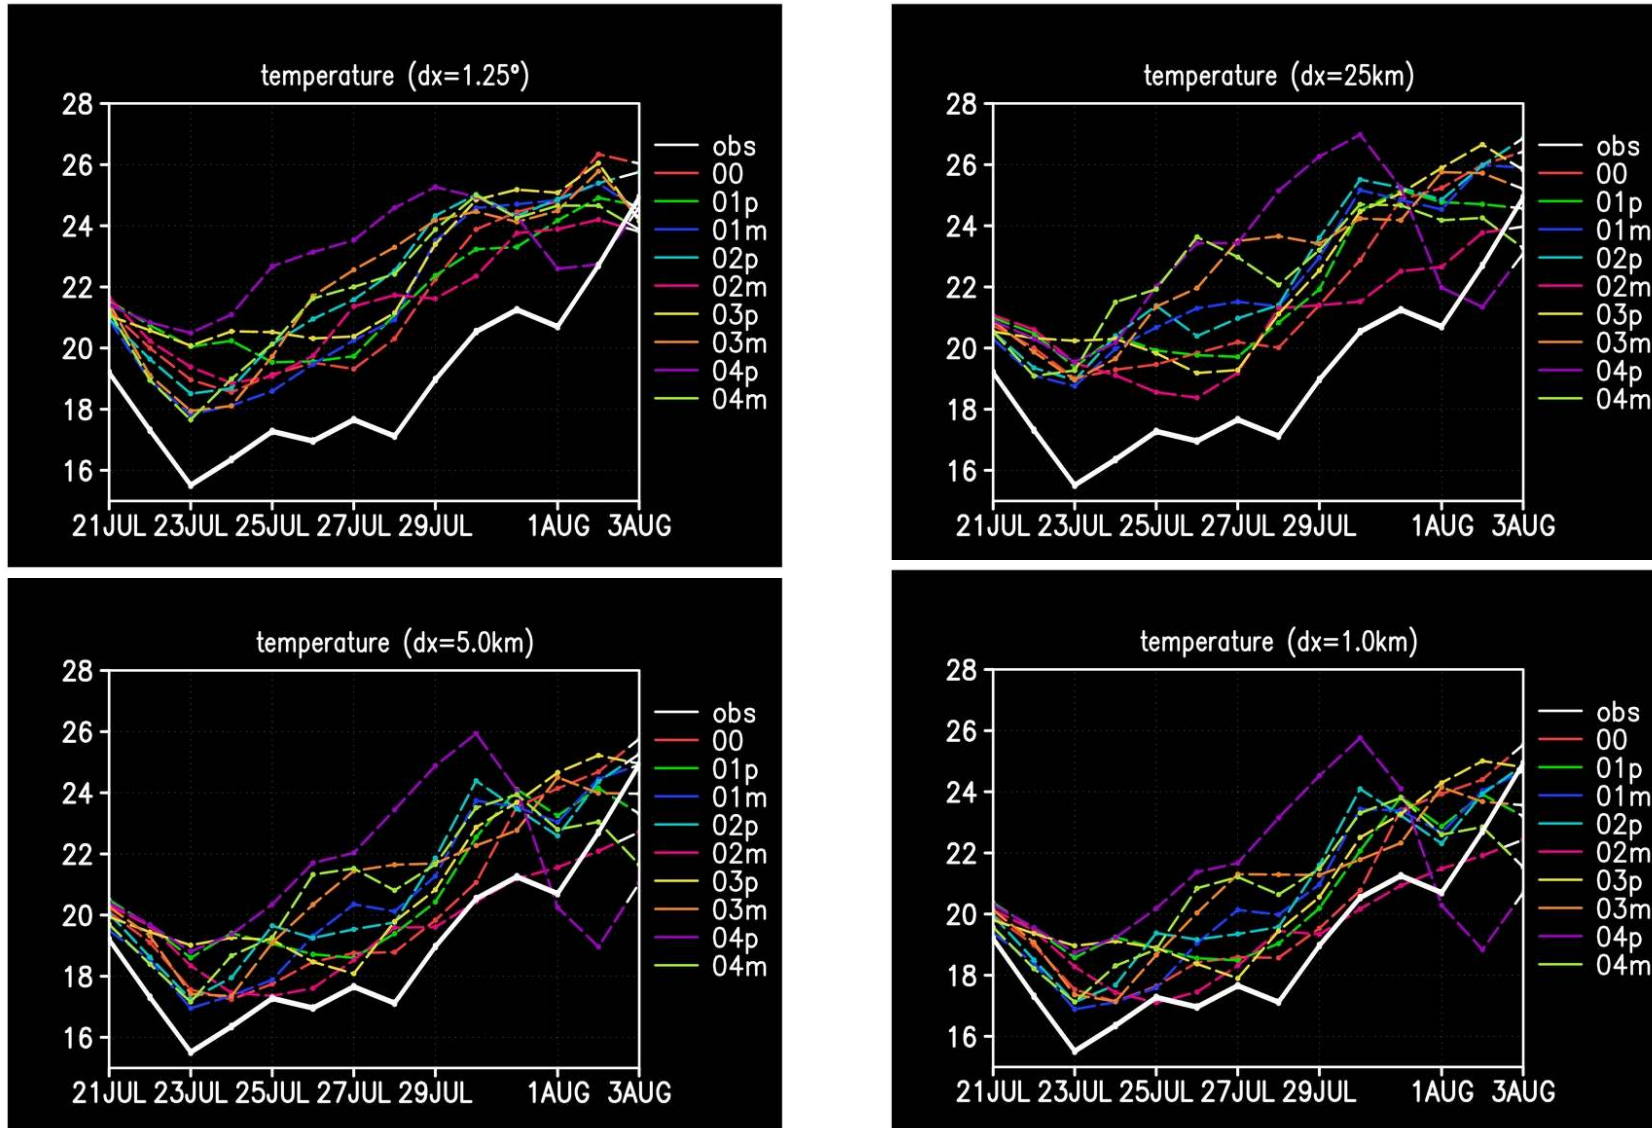 temperature (dx=1.25°)
28
26
24
22
20
18
16
21JUL 23JUL 25JUL 27JUL 29JUL 1AUG 3AUG
obs
00
01p
01m
02p
02m
03p
03m
04p
04m
temperature (dx=25km)
28
26
24
22
20
18
16
21JUL 23JUL 25JUL 27JUL 29JUL 1AUG 3AUG
obs
00
01p
01m
02p
02m
03p
03m
04p
04m
temperature (dx=5.0km)
28
26
24
22
20
18
16
21JUL 23JUL 25JUL 27JUL 29JUL 1AUG 3AUG
obs
00
01p
01m
02p
02m
03p
03m
04p
04m
temperature (dx=1.0km)
28
26
24
22
20
18
16
21JUL 23JUL 25JUL 27JUL 29JUL 1AUG 3AUG
obs
00
01p
01m
02p
02m
03p
03m
04p
04m